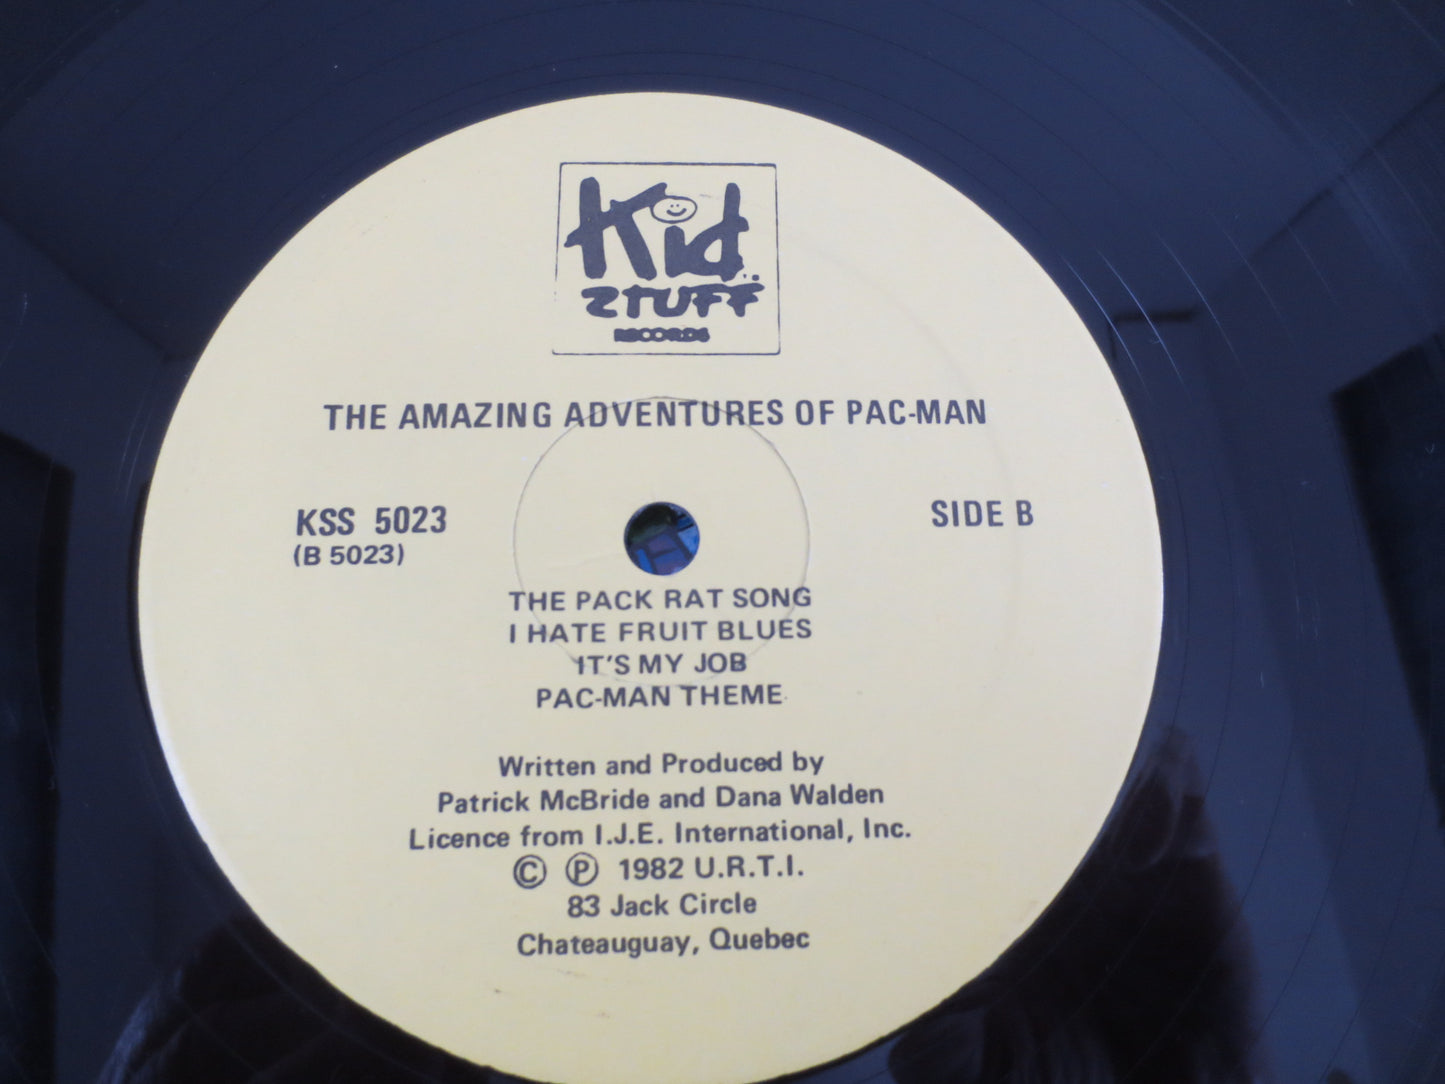 Kid
STUFF
RECORDS
THE AMAZING ADVENTURES OF PAC-MAN
KSS 5023
(B 5023)
SIDE B
THE PACK RAT SONG
I HATE FRUIT BLUES
IT'S MY JOB
PAC-MAN THEME
Written and Produced by
Patrick McBride and Dana Walden
Licence from I.J.E. International, Inc.
© Ⓟ 1982 U.R.T.I.
83 Jack Circle
Chateauguay, Quebec